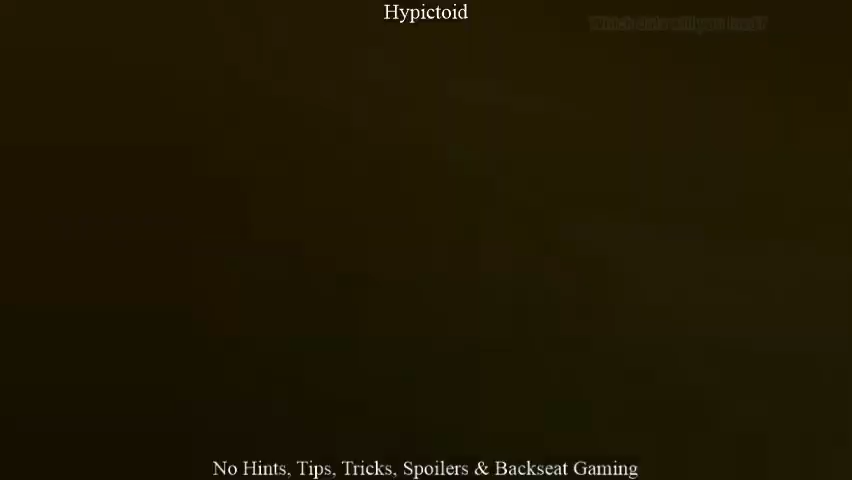 Hypictoid
No Hints, Tips, Tricks, Spoilers & Backseat Gaming